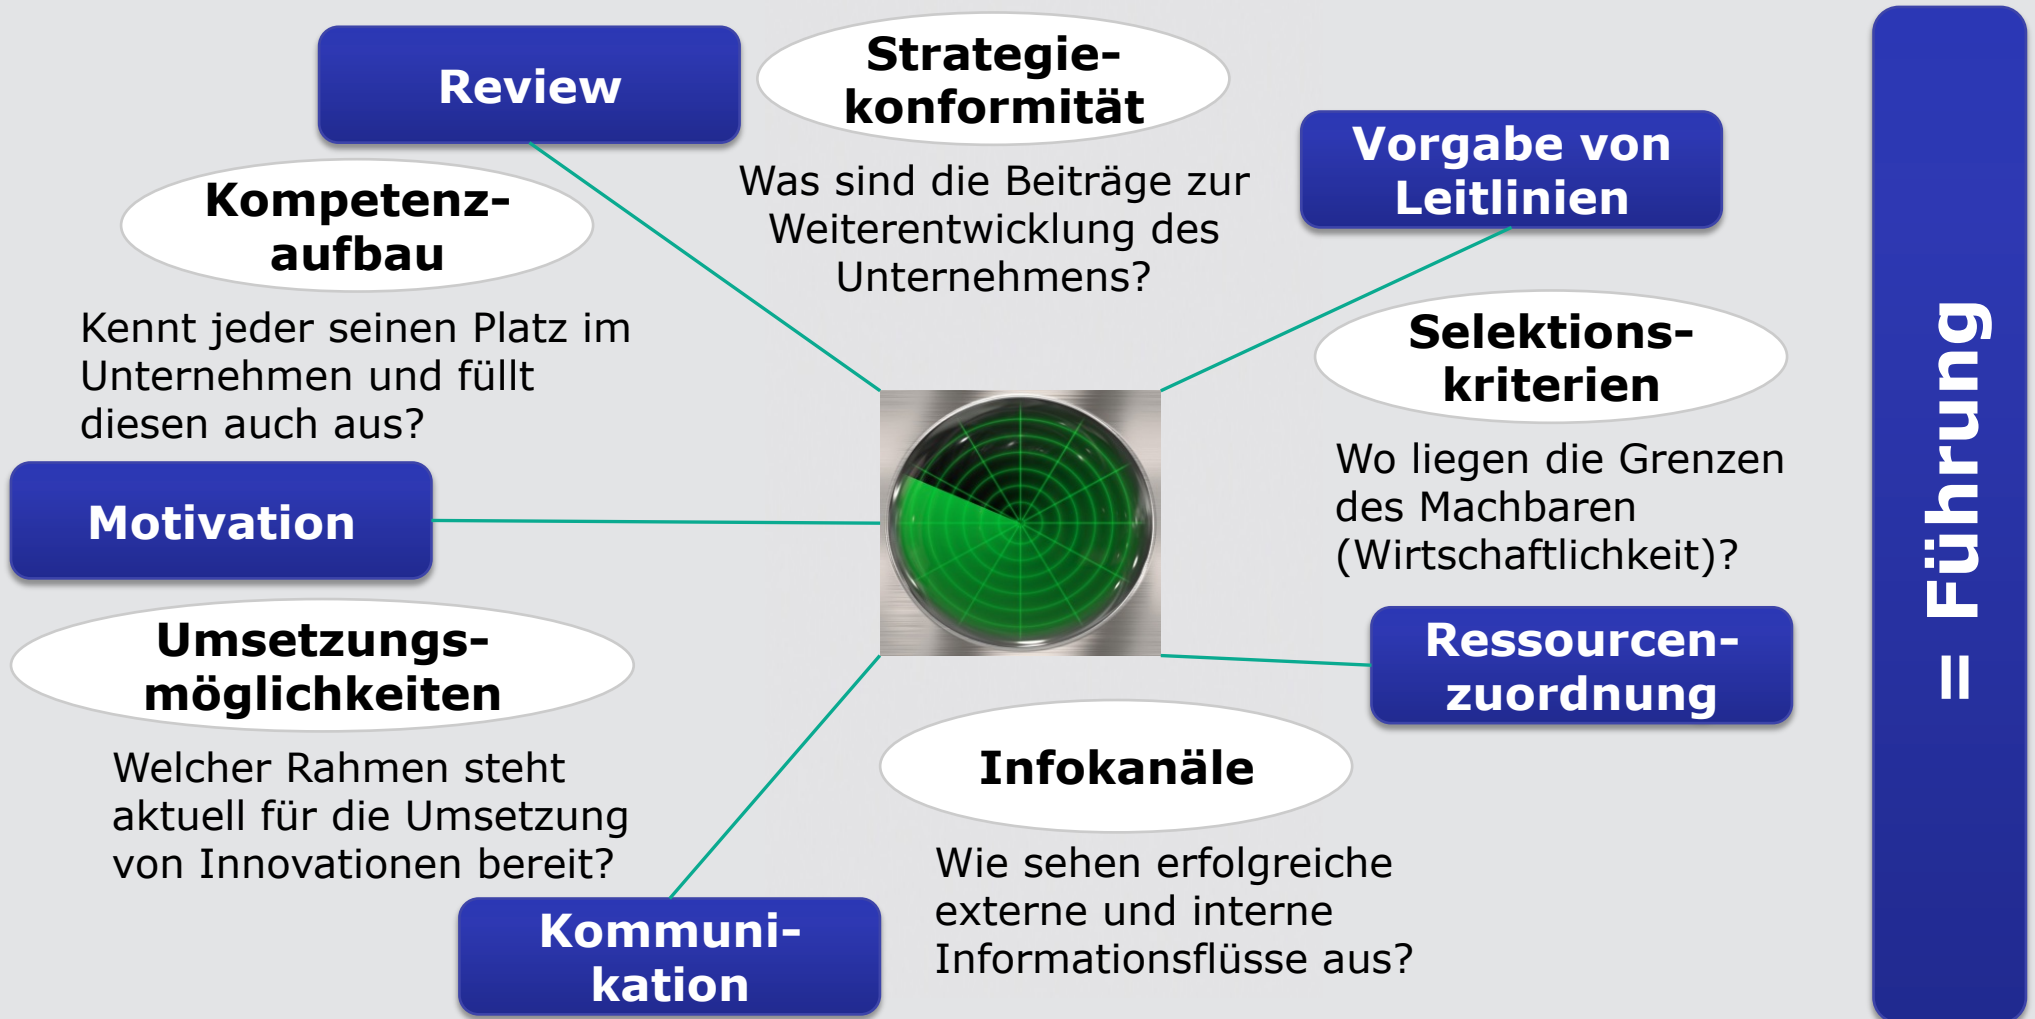 Review
Strategie-
konformität
Was sind die Beiträge zur
Weiterentwicklung des
Unternehmens?
Vorgabe von
Leitlinien
Kompetenz-
aufbau
Kennt jeder seinen Platz im
Unternehmen und füllt
diesen auch aus?
Selektions-
kriterien
Wo liegen die Grenzen
des Machbaren
(Wirtschaftlichkeit)?
Motivation
Umsetzungs-
möglichkeiten
Welcher Rahmen steht
aktuell für die Umsetzung
von Innovationen bereit?
Ressourcen-
zuordnung
Infokanäle
Wie sehen erfolgreiche
externe und interne
Informationsflüsse aus?
Kommuni-
kation
= Führung